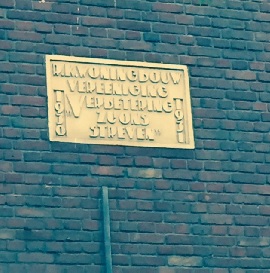 R.K. WONINGBOUW
VEREENIGING
"VERBETERING
ZOONS
STREVEN"